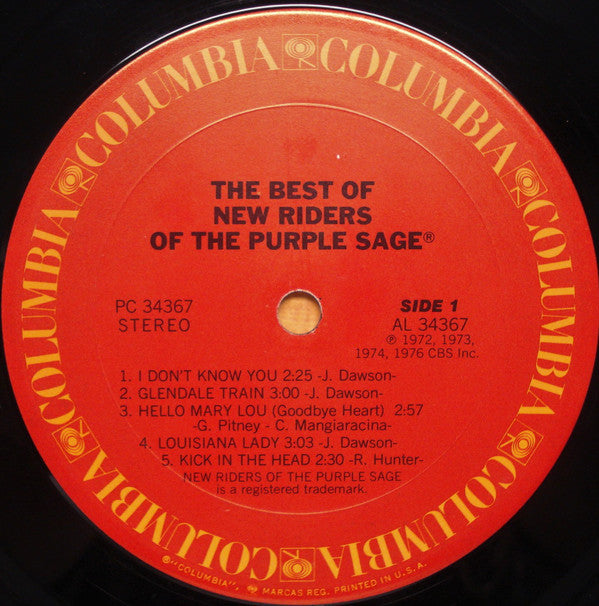 COLUMBIA COLUMBIA COLUMBIA COLUMBIA COLUMBIA COLUMBIA
THE BEST OF
NEW RIDERS
OF THE PURPLE SAGE®
PC 34367
STEREO
SIDE 1
AL 34367
℗ 1972, 1973,
1974, 1976 CBS Inc.
1. I DON'T KNOW YOU 2:25 -J. Dawson-
2. GLENDALE TRAIN 3:00 -J. Dawson-
3. HELLO MARY LOU (Goodbye Heart) 2:57
-G. Pitney - C. Mangiaracina-
4. LOUISIANA LADY 3:03 -J. Dawson-
5. KICK IN THE HEAD 2:30 -R. Hunter-
NEW RIDERS OF THE PURPLE SAGE
is a registered trademark.
®"COLUMBIA", MARCAS REG. PRINTED IN U.S.A.